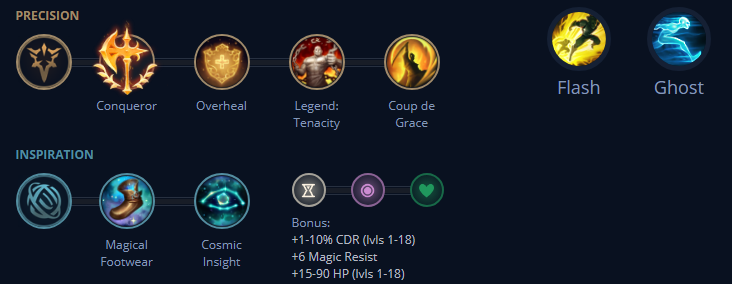 PRECISION
Conqueror
Overheal
Legend:
Tenacity
Coup de
Grace
Flash
Ghost
INSPIRATION
Magical
Footwear
Cosmic
Insight
Bonus:
+1-10% CDR (lvls 1-18)
+6 Magic Resist
+15-90 HP (lvls 1-18)